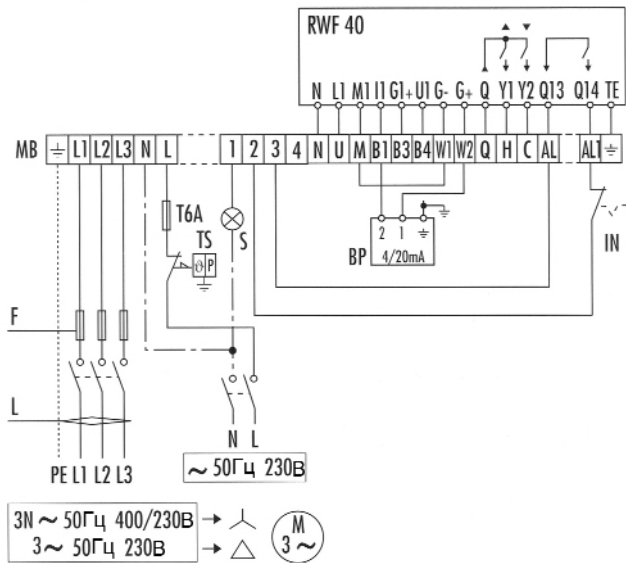 RWF 40
N L1 M1 I1 G1+ U1 G- G+ Q Y1 Y2 Q13 Q14 TE
MB L1 L2 L3 N L 1 2 3 4 N U M B1 B3 B4 W1 W2 Q H C AL AL1
T6A
TS
ϑ P
S
2 1
BP 4/20mA
IN
F
L
N L
PE L1 L2 L3
~ 50Гц 230В
3N ~ 50Гц 400/230В
3 ~ 50Гц 230В
M
3 ~